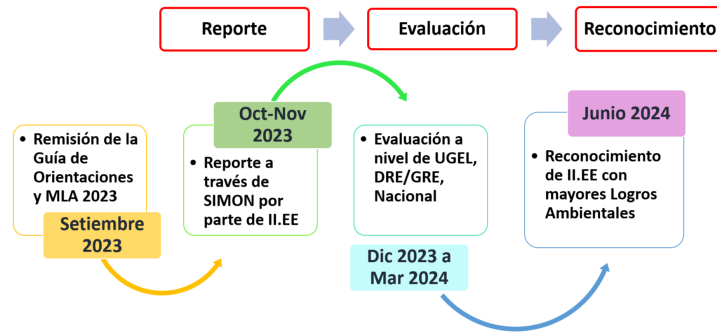 Reporte
Evaluación
Reconocimiento
• Remisión de la
Guía de
Orientaciones
y MLA 2023
Setiembre
2023
Oct-Nov
2023
• Reporte a
través de
SIMON por
parte de II.EE
• Evaluación a
nivel de UGEL,
DRE/GRE,
Nacional
Dic 2023 a
Mar 2024
Junio 2024
• Reconocimiento
de II.EE con
mayores Logros
Ambientales